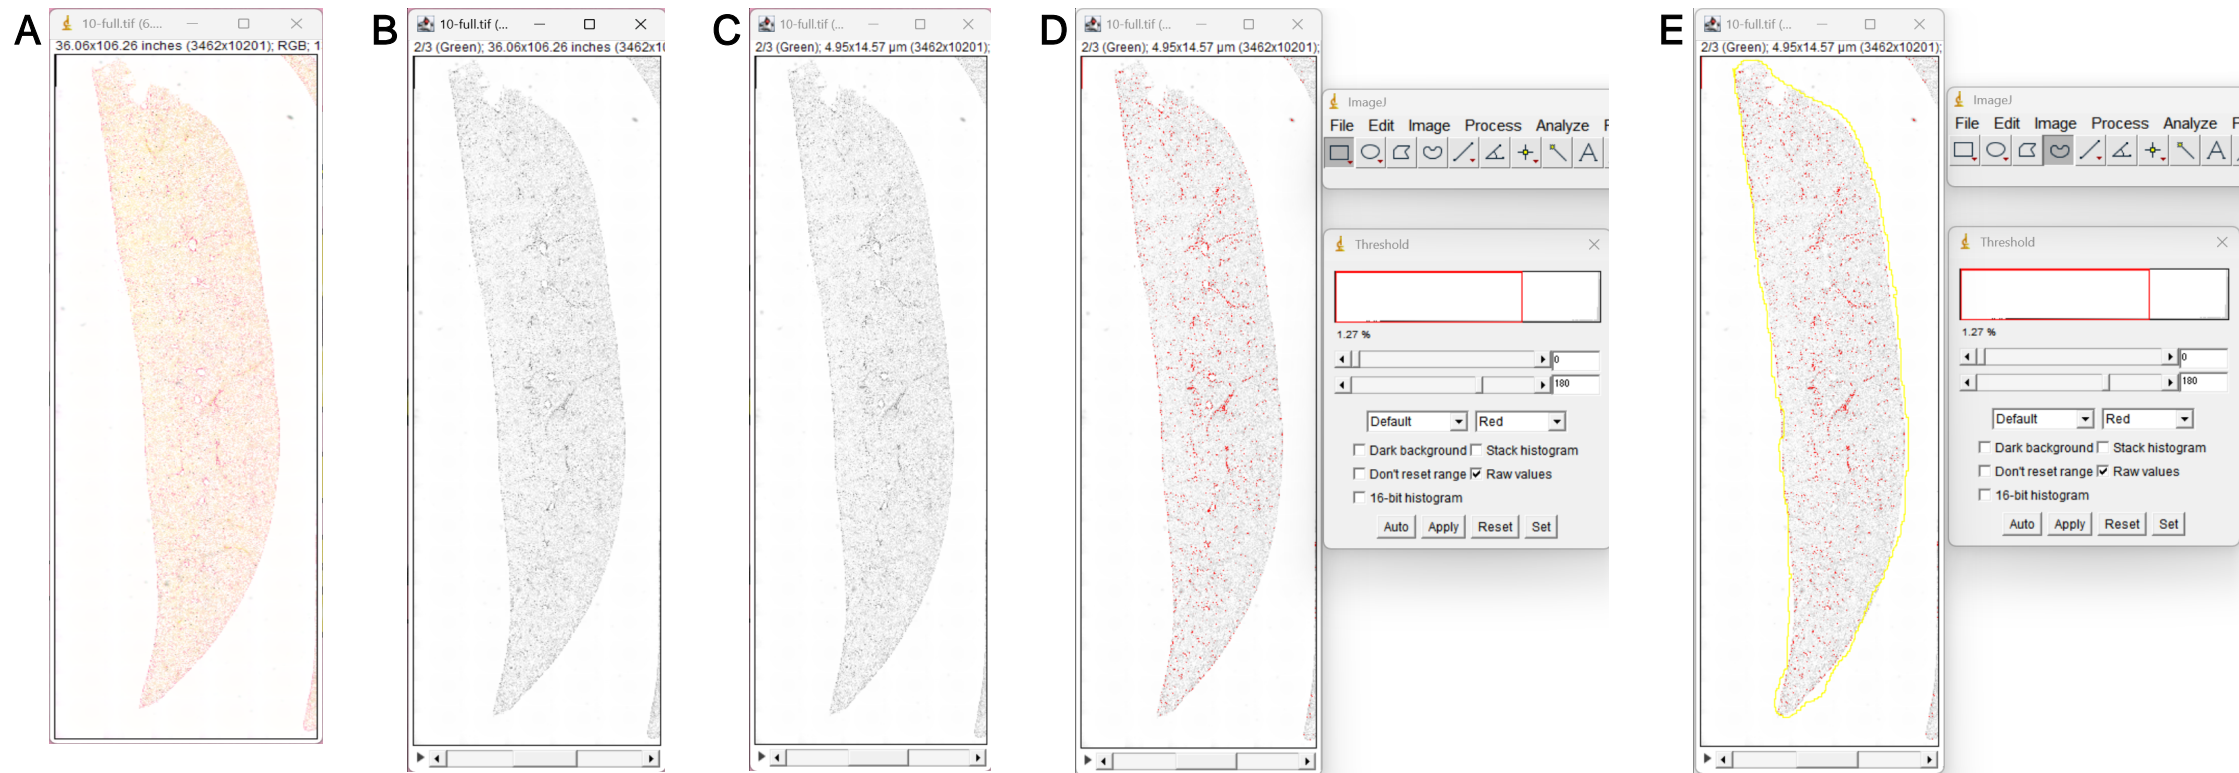 A
10-full.tif (6....
36.06x106.26 inches (3462x10201); RGB; 1
B
10-full.tif (...
2/3 (Green); 36.06x106.26 inches (3462x1
C
10-full.tif (...
2/3 (Green); 4.95x14.57 µm (3462x10201);
D
10-full.tif (...
2/3 (Green); 4.95x14.57 µm (3462x10201);
ImageJ
File Edit Image Process Analyze
A
Threshold
1.27 %
0
180
Default Red
Dark background Stack histogram
Don't reset range Raw values
16-bit histogram
Auto Apply Reset Set
E
10-full.tif (...
2/3 (Green); 4.95x14.57 µm (3462x10201);
ImageJ
File Edit Image Process Analyze
A
Threshold
1.27 %
0
180
Default Red
Dark background Stack histogram
Don't reset range Raw values
16-bit histogram
Auto Apply Reset Set